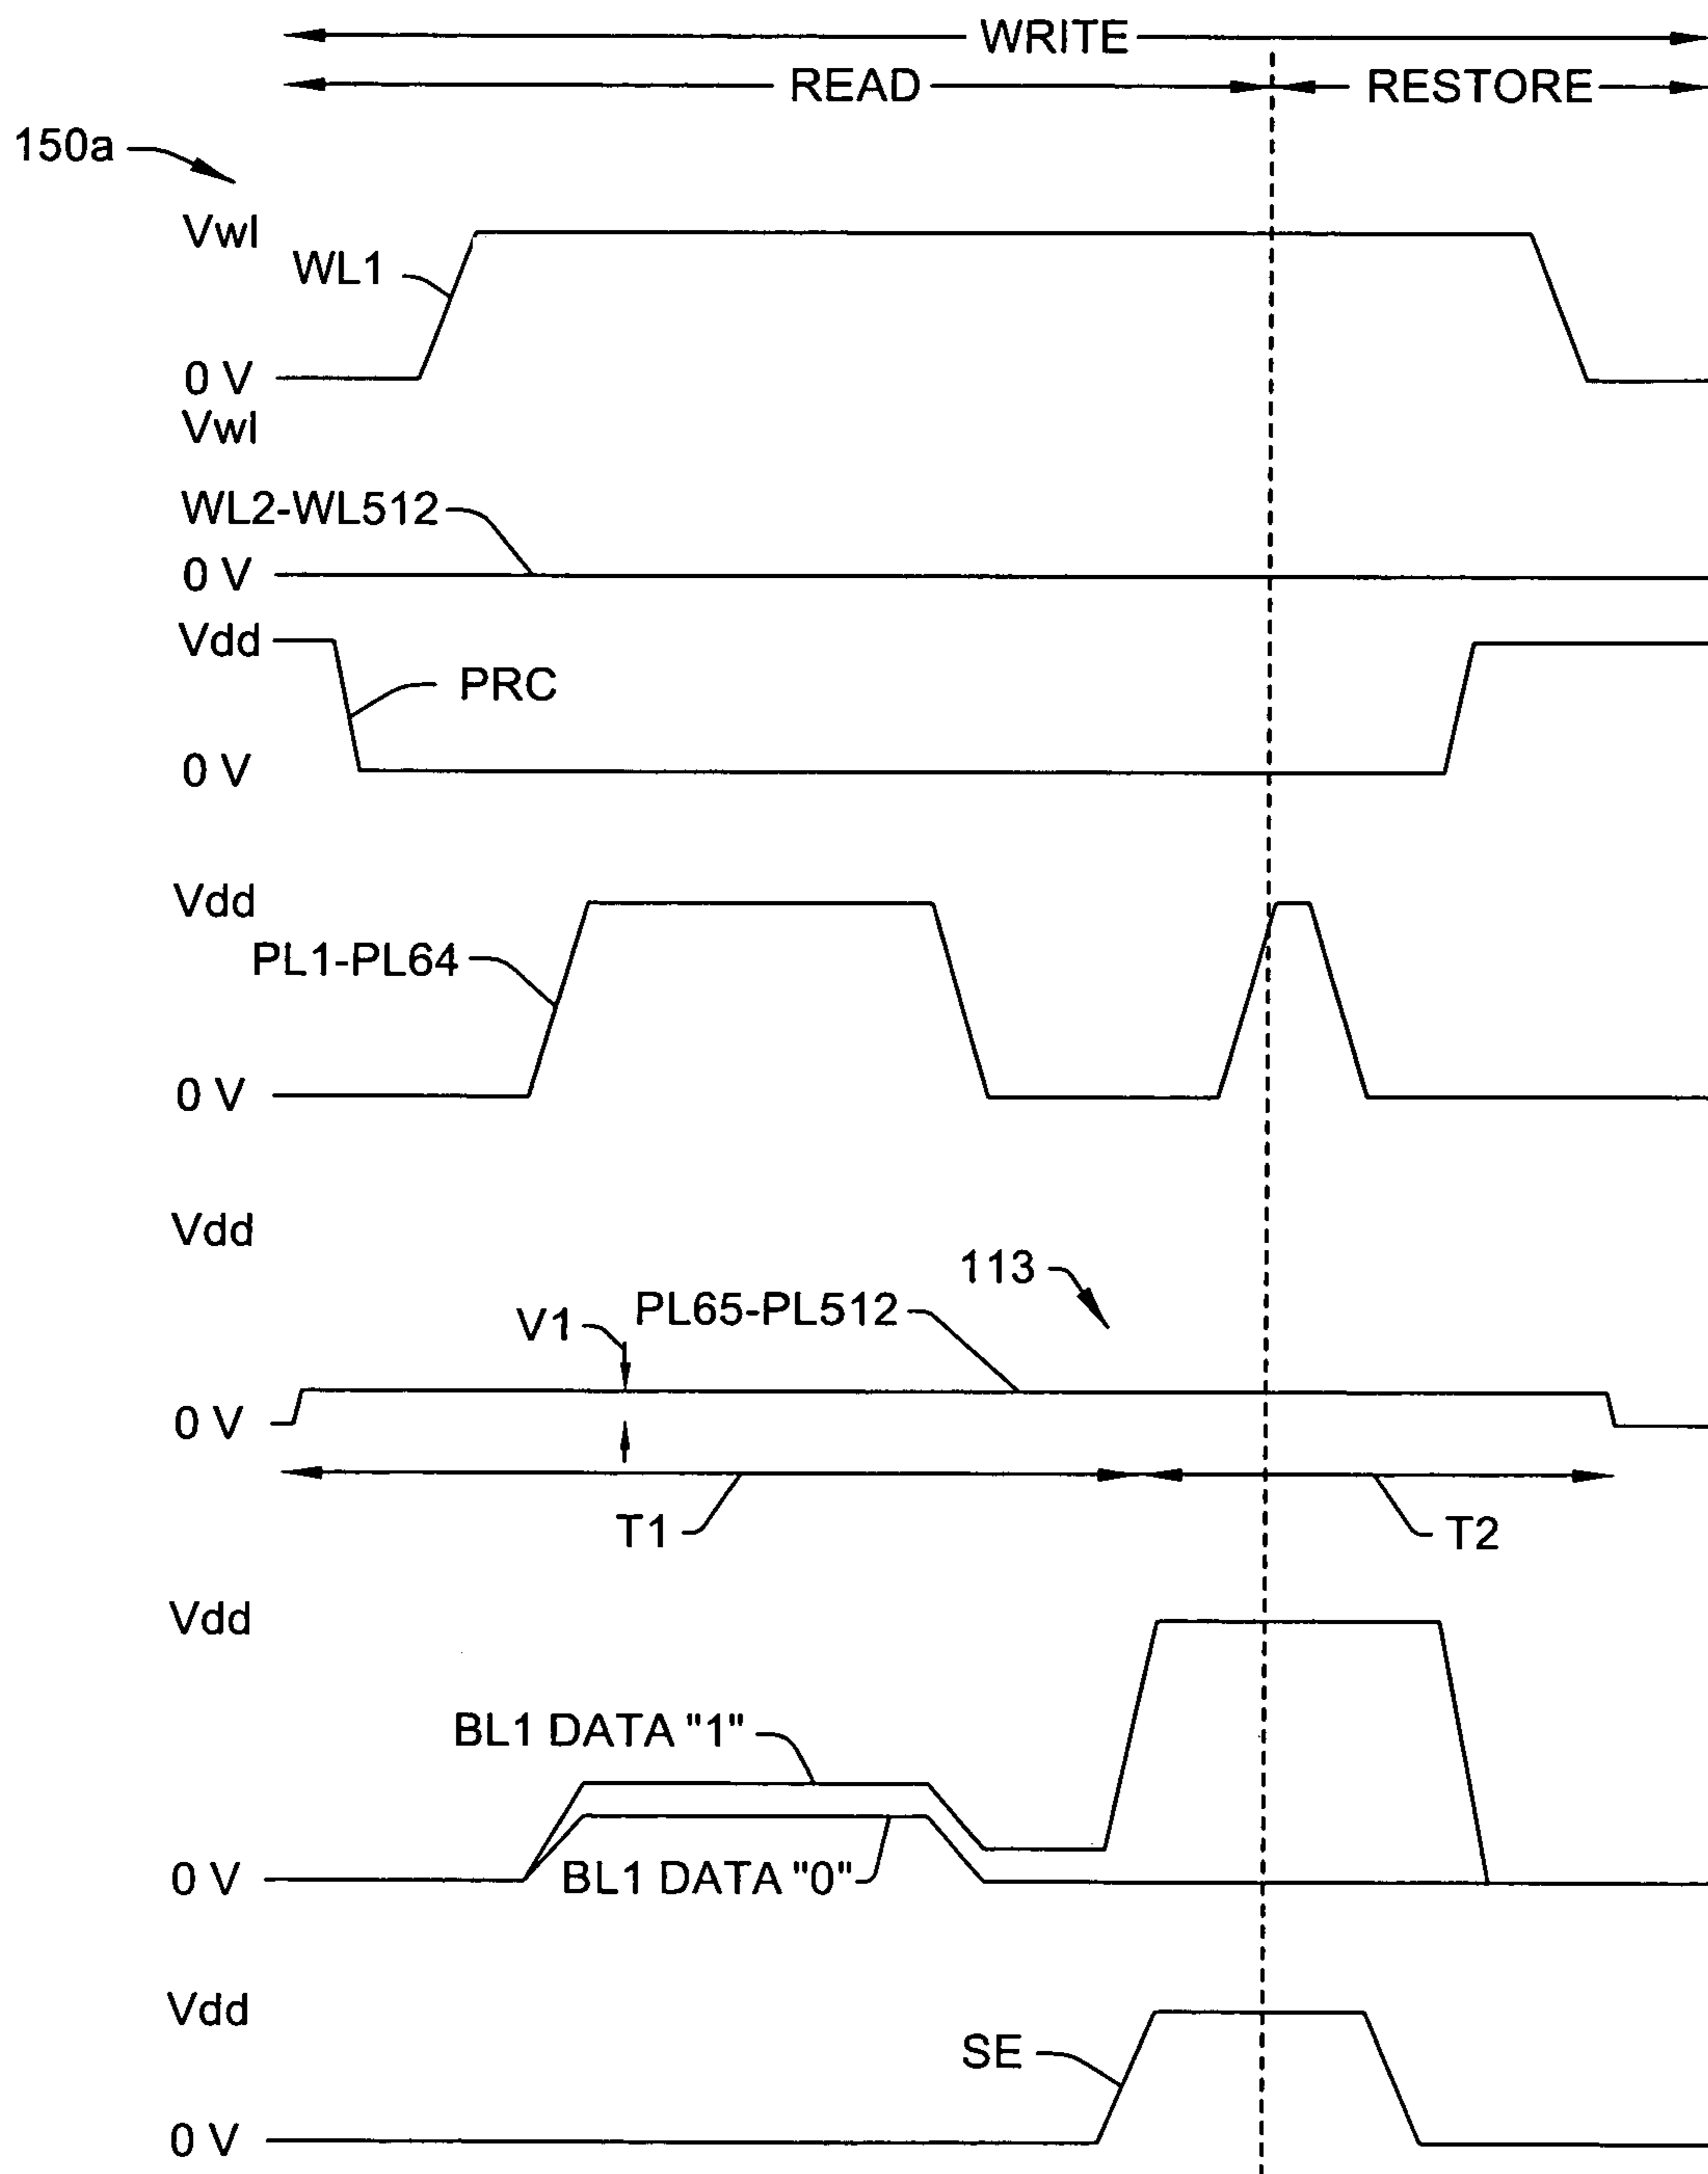 WRITE
READ RESTORE
150a
Vwl
WL1
0 V
Vwl
WL2-WL512
0 V
Vdd
PRC
0 V
Vdd
PL1-PL64
0 V
Vdd
113
V1 PL65-PL512
0 V
T1 T2
Vdd
BL1 DATA "1"
0 V BL1 DATA "0"
Vdd
SE
0 V